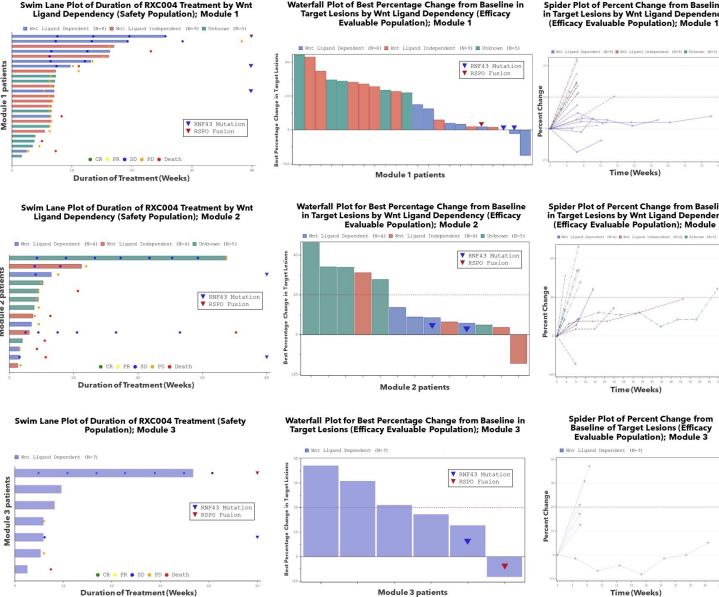 Swim Lane Plot of Duration of RXC004 Treatment by Wnt
Ligand Dependency (Safety Population); Module 1
Wnt Ligand Independent (N=9)
Unknown (N=5)
Module 1 patients
RNF43 Mutation
RSPO Fusion
CR PR SD PD Death
Duration of Treatment (Weeks)
Waterfall Plot of Best Percentage Change from Baseline in
Target Lesions by Wnt Ligand Dependency (Efficacy
Evaluable Population); Module 1
Wnt Ligand Dependent (N=8)
Wnt Ligand Independent (N=9)
Unknown (N=5)
Best Percentage Change in Target Lesions
RNF43 Mutation
RSPO Fusion
Module 1 patients
Spider Plot of Percent Change from Baseline
in Target Lesions by Wnt Ligand Dependency
(Efficacy Evaluable Population); Module 1
Percent Change
Time (Weeks)
Swim Lane Plot of Duration of RXC004 Treatment by Wnt
Ligand Dependency (Safety Population); Module 2
Wnt Ligand Dependent (N=4)
Wnt Ligand Independent (N=4)
Unknown (N=5)
Module 2 patients
RNF43 Mutation
RSPO Fusion
CR PR SD PD Death
Duration of Treatment (Weeks)
Waterfall Plot for Best Percentage Change from Baseline
in Target Lesions by Wnt Ligand Dependency (Efficacy
Evaluable Population); Module 2
Wnt Ligand Dependent (N=4)
Wnt Ligand Independent (N=4)
Unknown (N=5)
Best Percentage Change in Target Lesions
RNF43 Mutation
RSPO Fusion
Module 2 patients
Spider Plot of Percent Change from Baseli
in Target Lesions by Wnt Ligand Dependen
(Efficacy Evaluable Population); Module
Percent Change
Time (Weeks)
Swim Lane Plot of Duration of RXC004 Treatment (Safety
Population); Module 3
Wnt Ligand Dependent (N=7)
Module 3 patients
RNF43 Mutation
RSPO Fusion
CR PR SD PD Death
Duration of Treatment (Weeks)
Waterfall Plot for Best Percentage Change from Baseline in
Target Lesions (Efficacy Evaluable Population); Module 3
Wnt Ligand Dependent (N=7)
Best Percentage Change in Target Lesions
RNF43 Mutation
RSPO Fusion
Module 3 patients
Spider Plot of Percent Change from
Baseline of Target Lesions (Efficacy
Evaluable Population); Module 3
Wnt Ligand Dependent (N=7)
Percent Change
Time (Weeks)